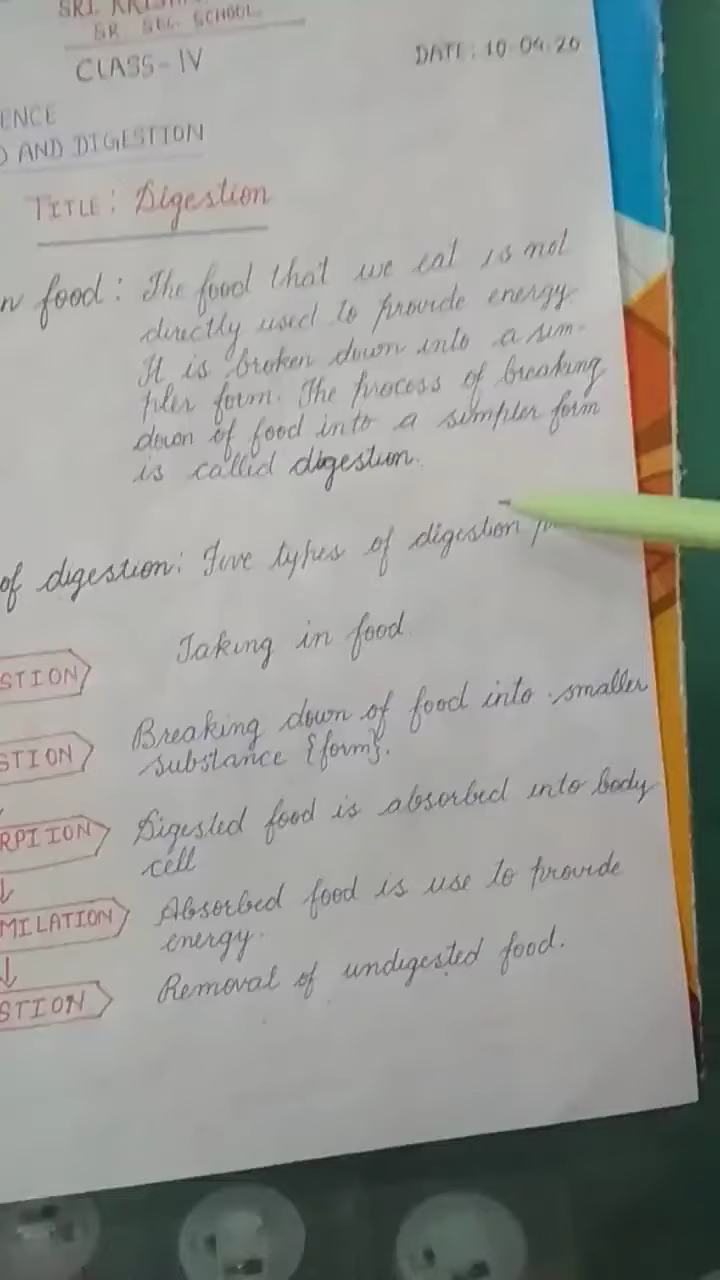 SRI KRIS
SR. SEC. SCHOOL
CLASS-IV
DATE: 10.04.20
ENCE
AND DIGESTION
TITLE: Digestion
n food: The food that we eat is not
directly used to provide energy.
It is broken down into a sim-
pler form. The process of breaking
down of food into a simpler form
is called digestion.
of digestion: Five types of digestion
STION
Taking in food.
STION
Breaking down of food into smaller
substance {form}.
RPTION
Digested food is absorbed into body
cell
MILATION
Absorbed food is use to provide
energy.
STION
Removal of undigested food.